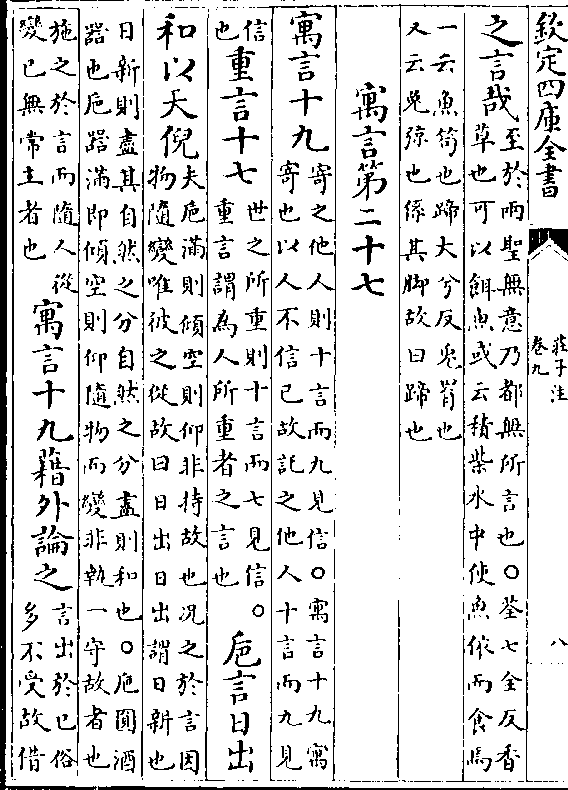 欽定四庫全書
莊子注
卷九
八
之言哉
至於兩聖無意乃都無所言也○荃七全反香
草也可以餌魚或云積柴水中使魚依而食焉
一云魚笱也蹄大兮反兔罥也
又云兔弶也係其脚故曰蹄也
寓言第二十七
寓言十九
寄之他人則十言而九見信○寓言十九寓
寄也以人不信己故託之他人十言而九見
信
也
重言十七
世之所重則十言而七見信○
重言謂為人所重者之言也
巵言日出
和以天倪
夫巵滿則傾空則仰非持故也况之於言因
物隨變唯彼之從故曰日出日出謂日新也
日新則盡其自然之分自然之分盡則和也○巵圓酒
器也巵器滿即傾空則仰隨物而變非執一守故者也
施之於言而隨人從
變已無常主者也
寓言十九藉外論之
言出於已俗
多不受故借